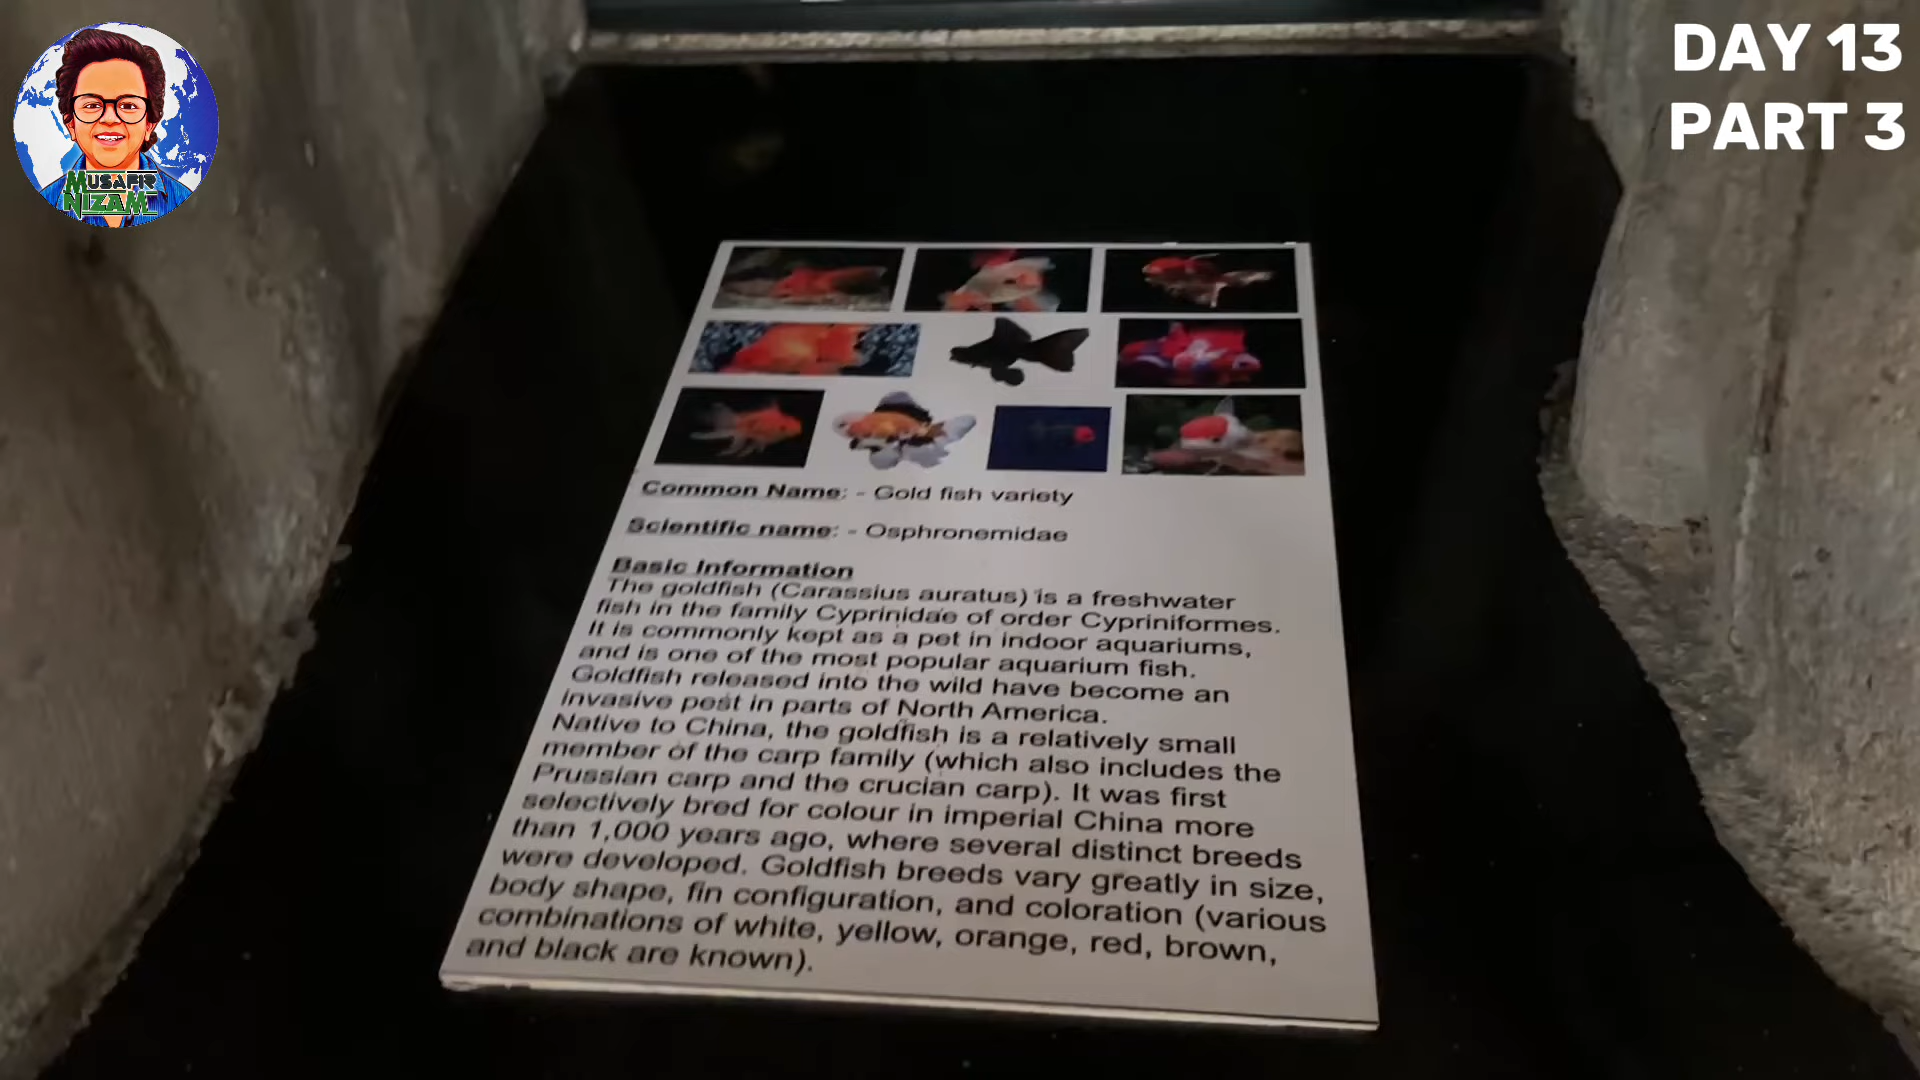 MUSAFIR
NIZAM
DAY 13
PART 3
Common Name: - Gold fish variety
Scientific name: - Osphronemidae
Basic Information
The goldfish (Carassius auratus) is a freshwater
fish in the family Cyprinidae of order Cypriniformes.
It is commonly kept as a pet in indoor aquariums,
and is one of the most popular aquarium fish.
Goldfish released into the wild have become an
invasive pest in parts of North America.
Native to China, the goldfish is a relatively small
member of the carp family (which also includes the
Prussian carp and the crucian carp). It was first
selectively bred for colour in imperial China more
than 1,000 years ago, where several distinct breeds
were developed. Goldfish breeds vary greatly in size,
body shape, fin configuration, and coloration (various
combinations of white, yellow, orange, red, brown,
and black are known).